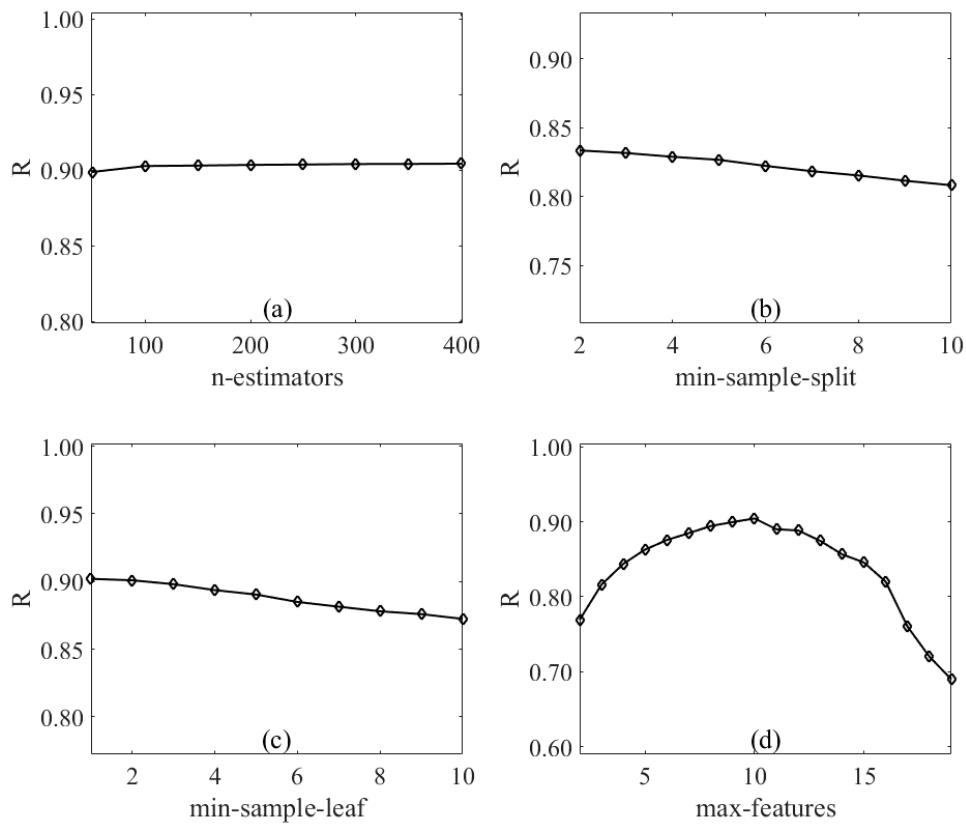 1.00
0.95
0.90
0.85
0.80
R
(a)
100 200 300 400
n-estimators
0.90
0.85
0.80
0.75
R
(b)
2 4 6 8 10
min-sample-split
1.00
0.95
0.90
0.85
0.80
R
(c)
2 4 6 8 10
min-sample-leaf
1.00
0.90
0.80
0.70
0.60
R
(d)
5 10 15
max-features